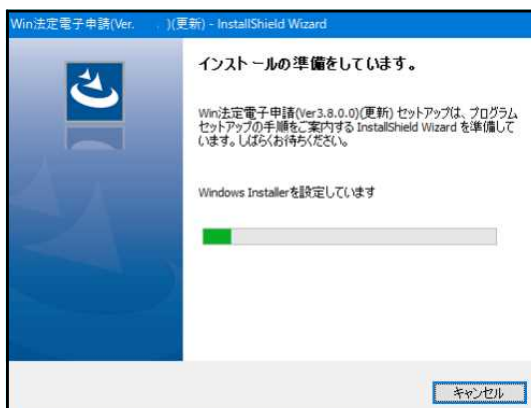 Win法定電子申請(Ver. )(更新) - InstallShield Wizard
インストールの準備をしています。
Win法定電子申請(Ver3.8.0.0)(更新) セットアップは、プログラム
セットアップの手順をご案内する InstallShield Wizard を準備して
います。しばらくお待ちください。
Windows Installerを設定しています
キャンセル